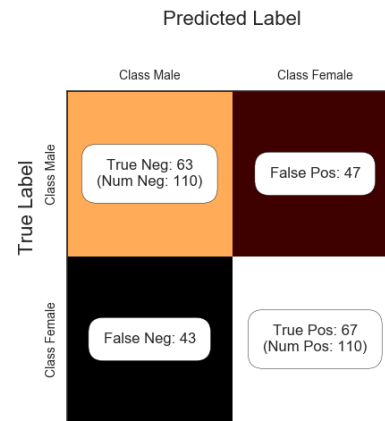 Predicted Label
Class Male
Class Female
True Label
Class Male
True Neg: 63
(Num Neg: 110)
False Pos: 47
Class Female
False Neg: 43
True Pos: 67
(Num Pos: 110)